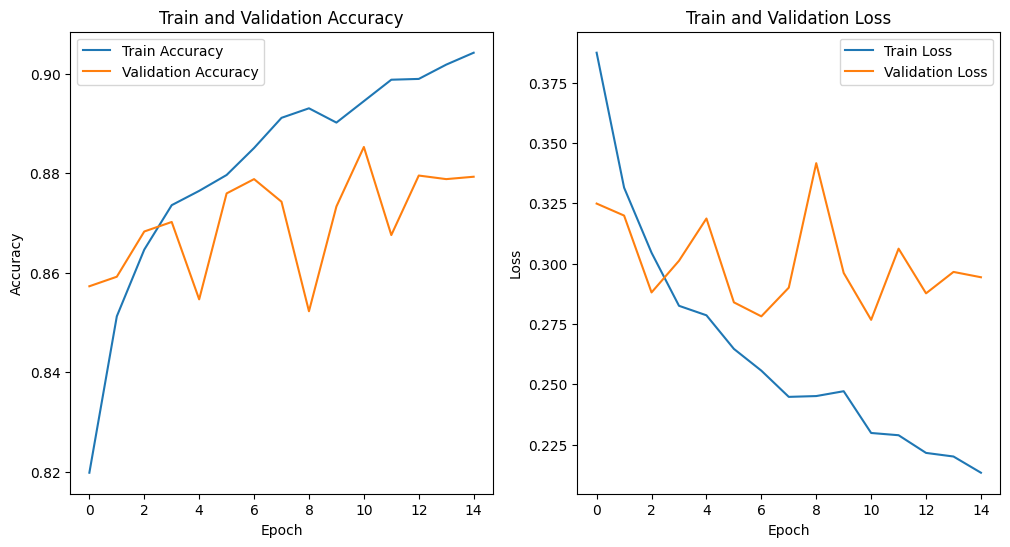 Train and Validation Accuracy
Train Accuracy
Validation Accuracy
0.90
0.88
0.86
0.84
0.82
Accuracy
0 2 4 6 8 10 12 14
Epoch
Train and Validation Loss
Train Loss
Validation Loss
0.375
0.350
0.325
0.300
0.275
0.250
0.225
Loss
0 2 4 6 8 10 12 14
Epoch